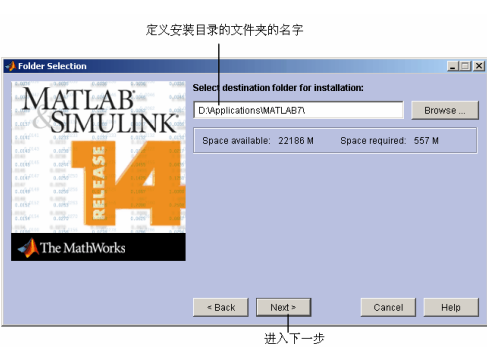 定义安装目录的文件夹的名字
Folder Selection
MATLAB
&SIMULINK
RELEASE
14
The MathWorks
Select destination folder for installation:
D:\Applications\MATLAB7\
Browse ...
Space available: 22186 M Space required: 557 M
< Back Next > Cancel Help
进入下一步